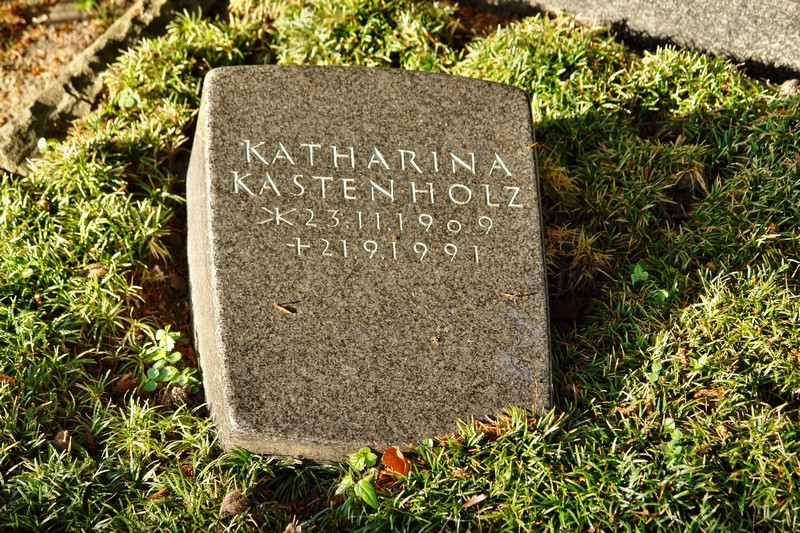 KATHARINA
KASTENHOLZ
* 23.11.1909
+ 21.9.1991